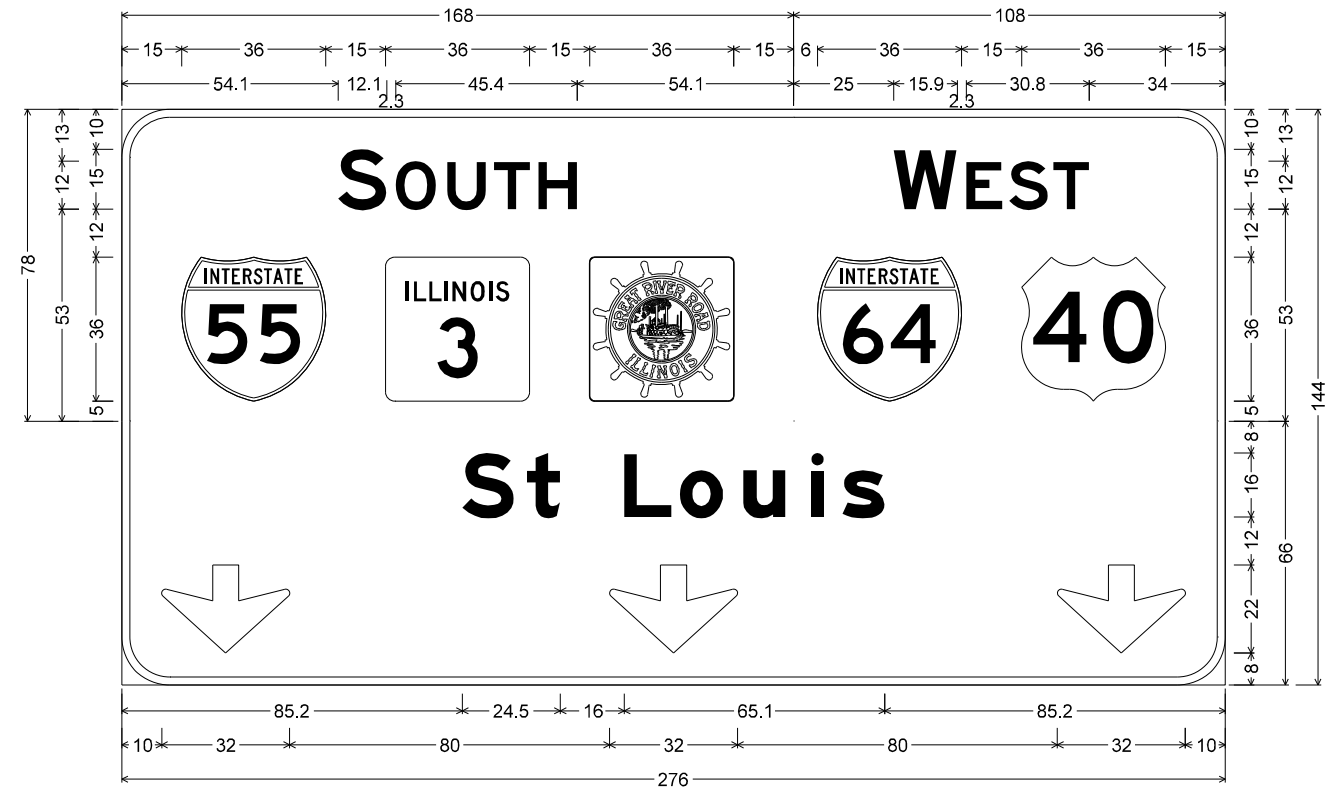 168 108
15 36 15 36 15 36 15 6 36 15 36 15
54.1 12.1 45.4 54.1 25 15.9 30.8 34
2.3 2.3
13 10 10 13
12 15 15 12
SOUTH WEST
12 12
78 53 36 36 53
INTERSTATE 55
ILLINOIS 3
GREAT RIVER ROAD ILLINOIS
INTERSTATE 64
40
5 5
144
8
St Louis
16
12
66
22
8
85.2 24.5 16 65.1 85.2
10 32 80 32 80 32 10
276